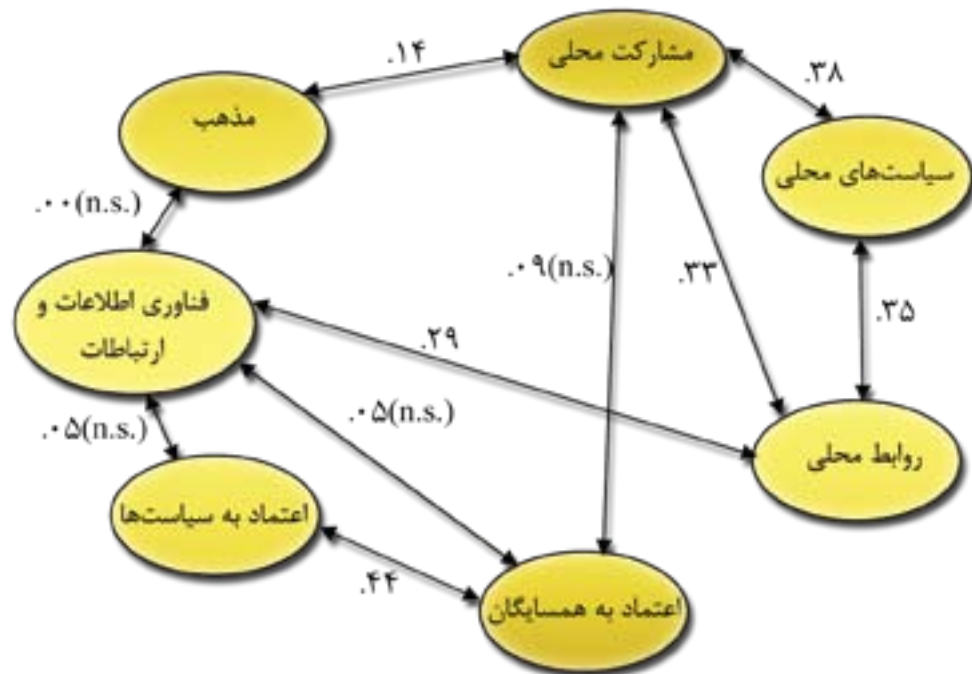 مشارکت محلی
.۱۴
.۳۸
مذهب
سیاست‌های محلی
.۰۰(n.s.)
.۰۹(n.s.)
.۳۳
فناوری اطلاعات و
ارتباطات
.۳۵
.۲۹
.۰۵(n.s.)
.۰۵(n.s.)
روابط محلی
اعتماد به سیاست‌ها
.۴۴
اعتماد به همسایگان